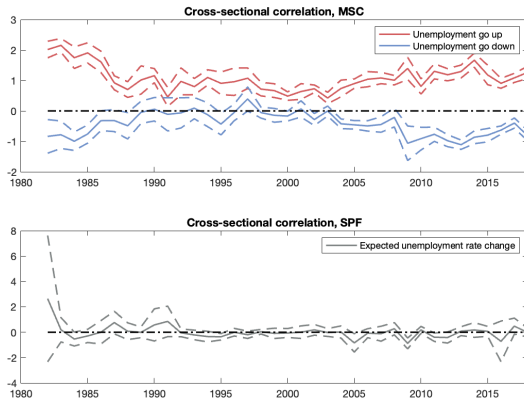 Cross-sectional correlation, MSC
3
2
1
0
-1
-2
Unemployment go up
Unemployment go down
1980 1985 1990 1995 2000 2005 2010 2015
Cross-sectional correlation, SPF
8
6
4
2
0
-2
-4
Expected unemployment rate change
1980 1985 1990 1995 2000 2005 2010 2015